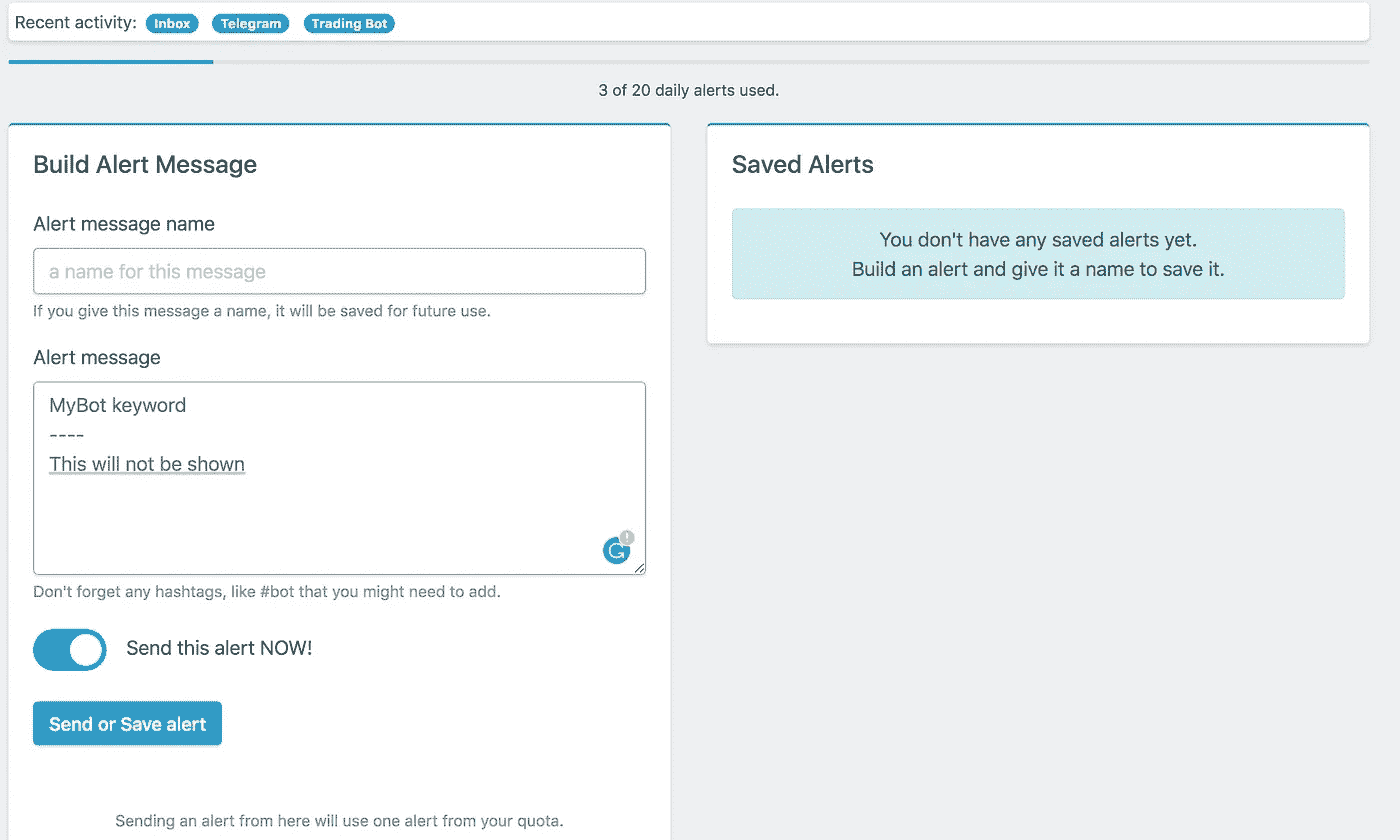 Recent activity: Inbox Telegram Trading Bot
3 of 20 daily alerts used.
Build Alert Message
Alert message name
a name for this message
If you give this message a name, it will be saved for future use.
Alert message
MyBot keyword
----
This will not be shown
Don't forget any hashtags, like #bot that you might need to add.
Send this alert NOW!
Send or Save alert
Sending an alert from here will use one alert from your quota.
Saved Alerts
You don't have any saved alerts yet.
Build an alert and give it a name to save it.